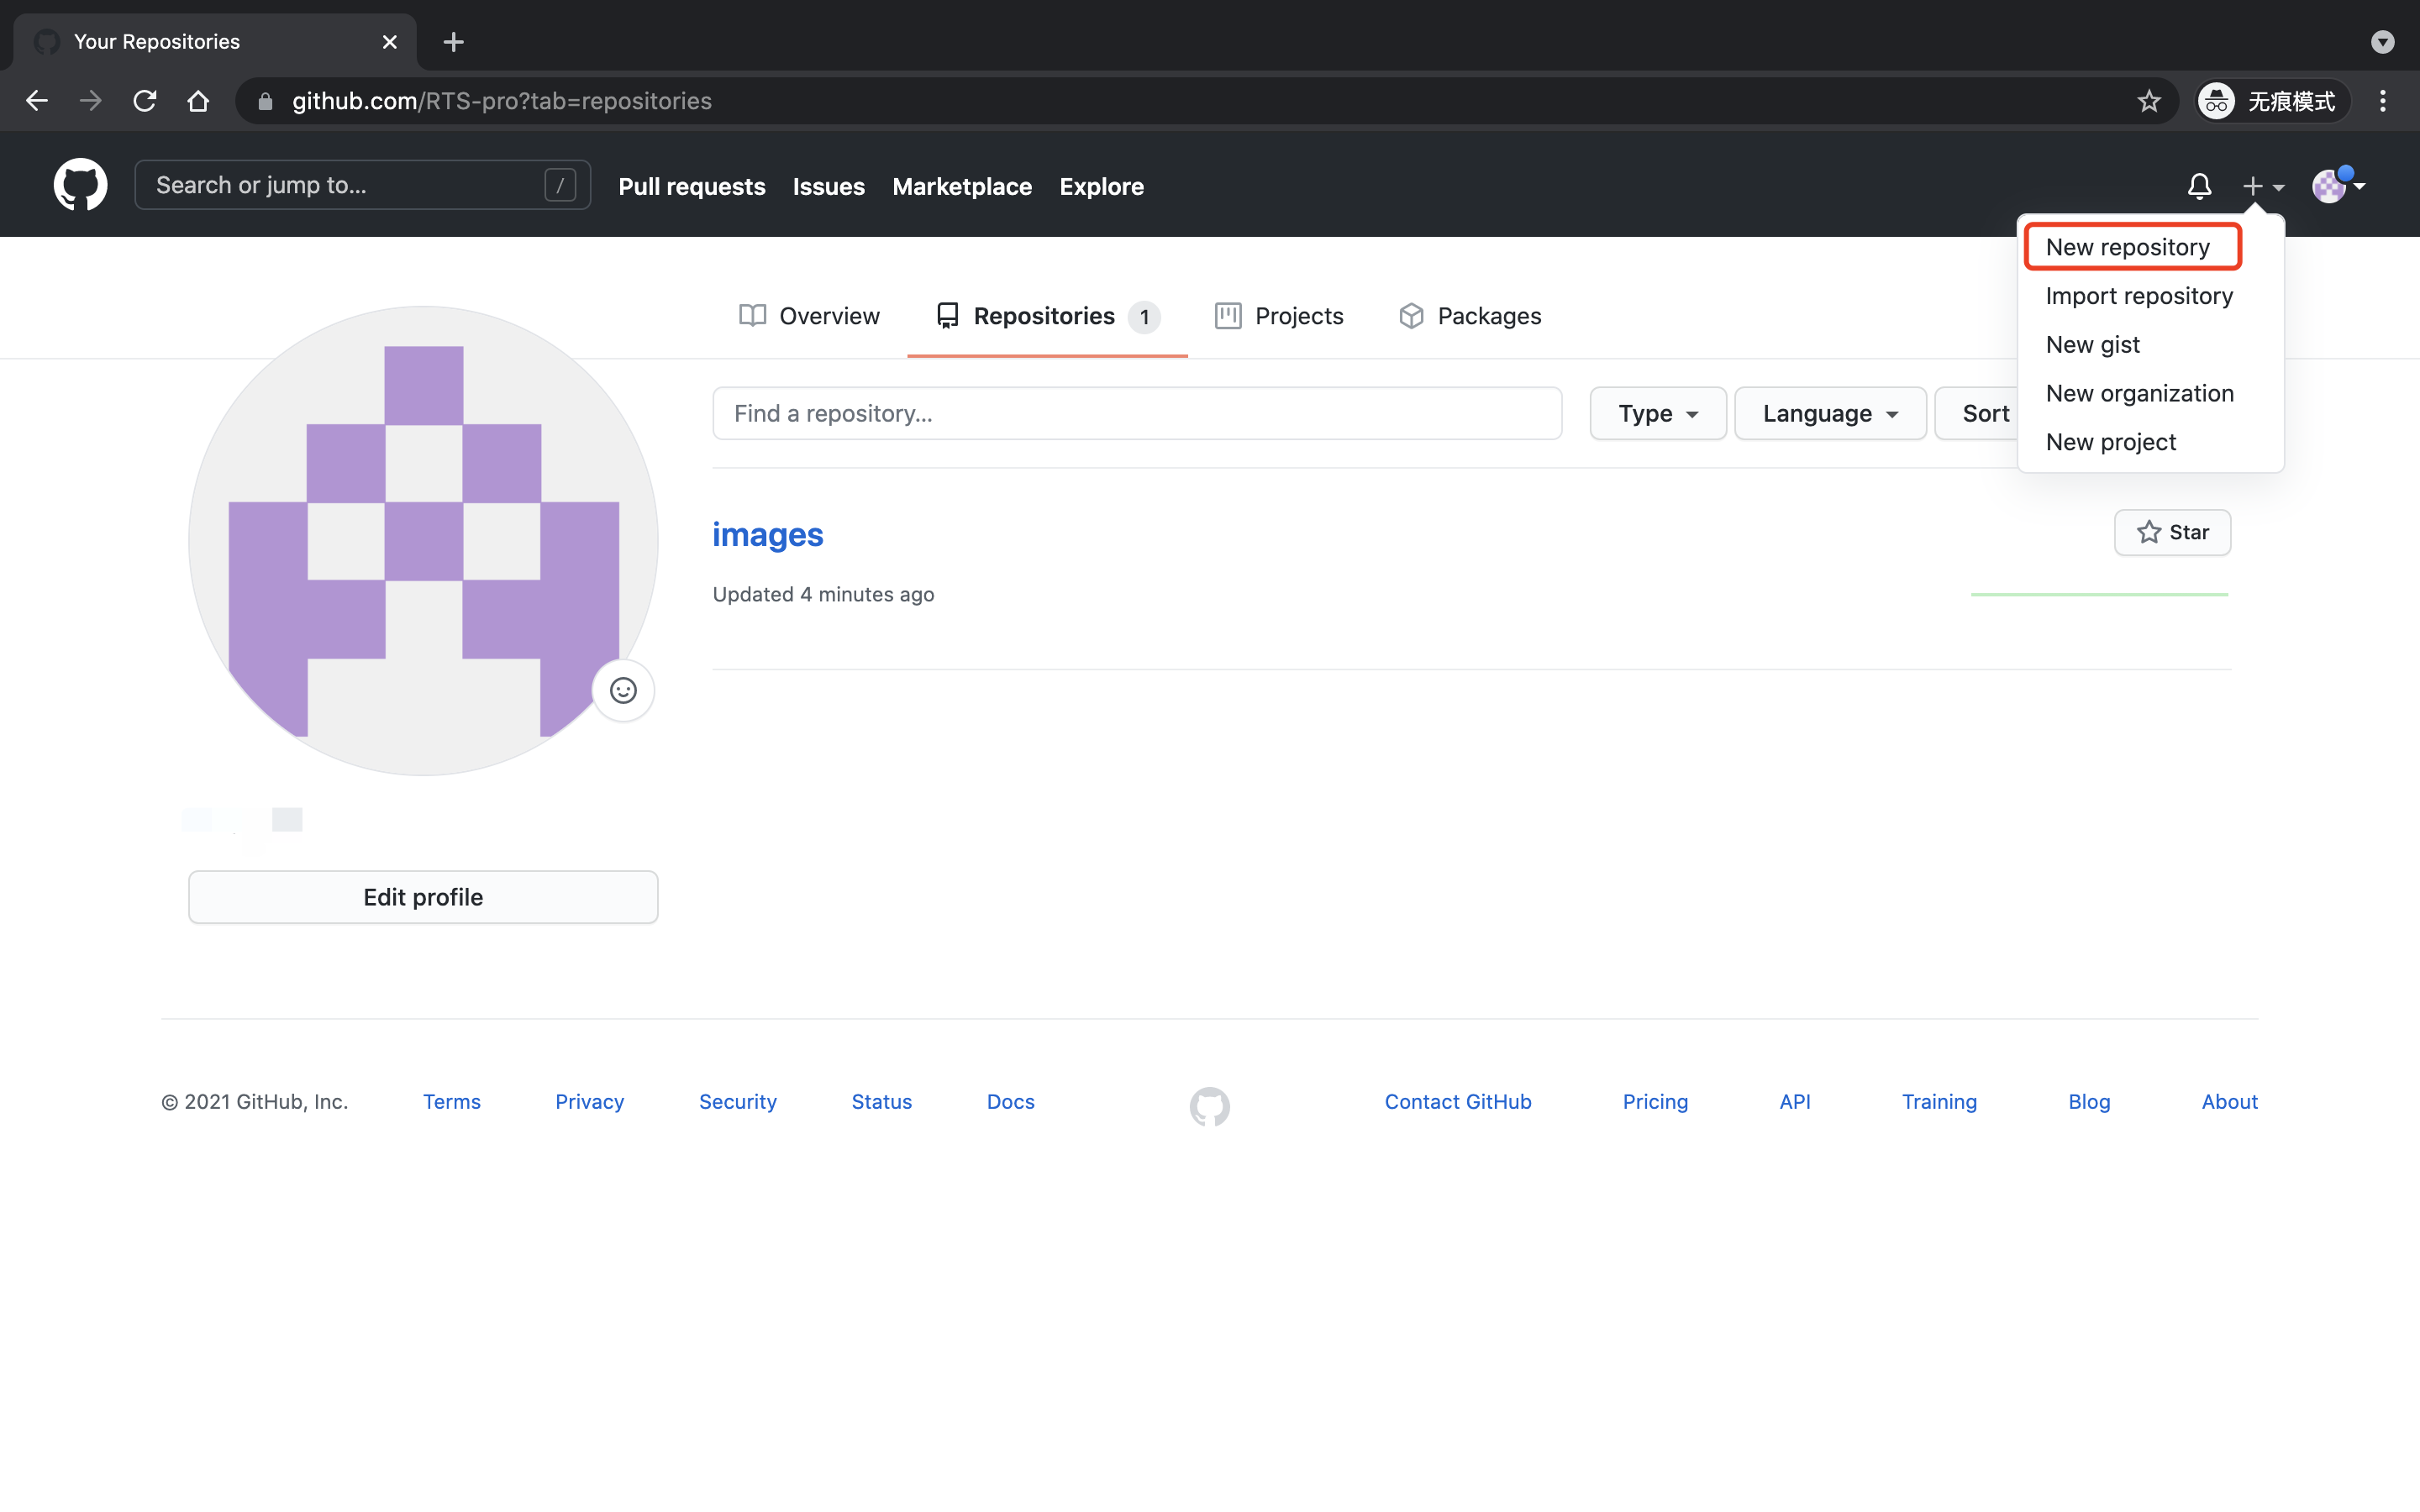 Your Repositories
github.com/RTS-pro?tab=repositories
无痕模式
Search or jump to...
/
Pull requests
Issues
Marketplace
Explore
New repository
Import repository
New gist
New organization
New project
Overview
Repositories 1
Projects
Packages
Find a repository...
Type
Language
Sort
images
Star
Updated 4 minutes ago
Edit profile
© 2021 GitHub, Inc.
Terms
Privacy
Security
Status
Docs
Contact GitHub
Pricing
API
Training
Blog
About